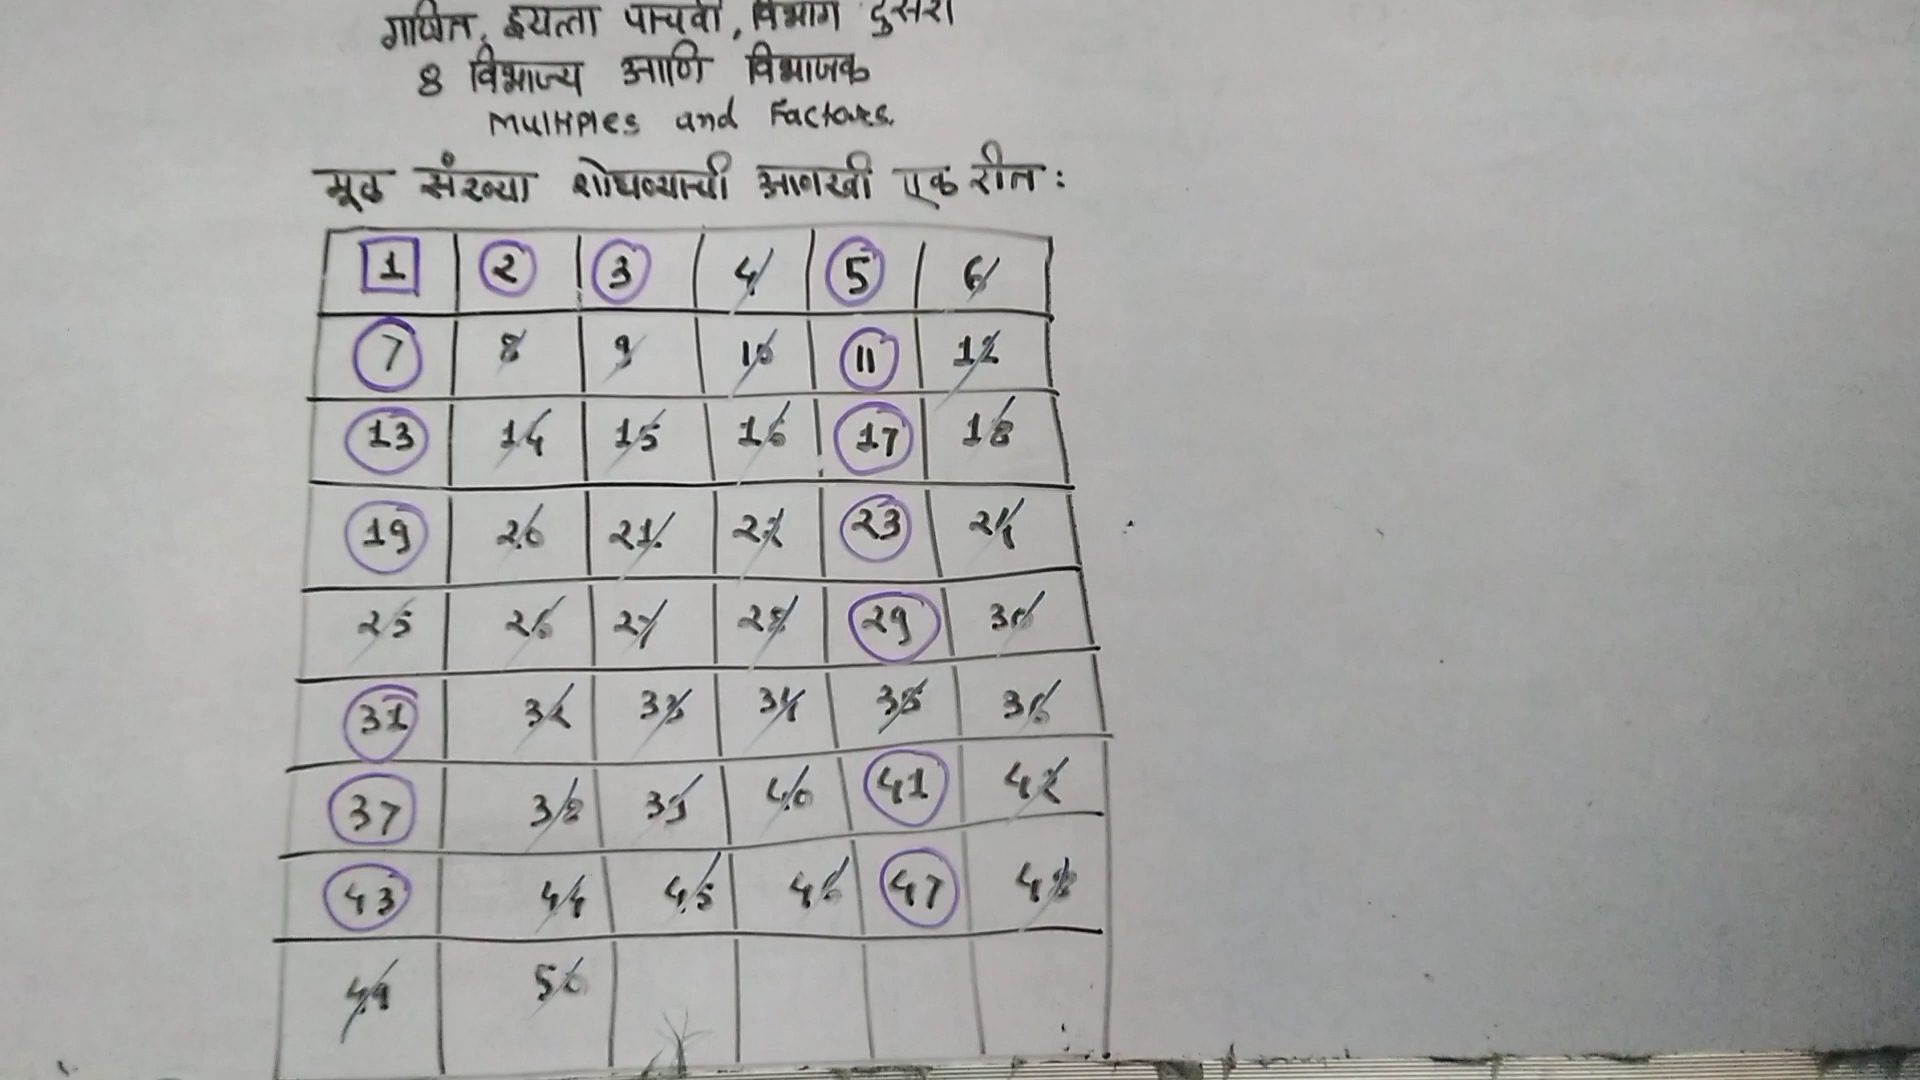 गणित, इयत्ता पाचवी, विभाग दुसरा
8 विभाज्य आणि विभाजक
Multiples and Factors.
मूळ संख्या शोधण्याची आणखी एक रीत:
1 2 3 4 5 6
7 8 9 10 11 12
13 14 15 16 17 18
19 20 21 22 23 24
25 26 27 28 29 30
31 32 33 34 35 36
37 38 39 40 41 42
43 44 45 46 47 48
49 50